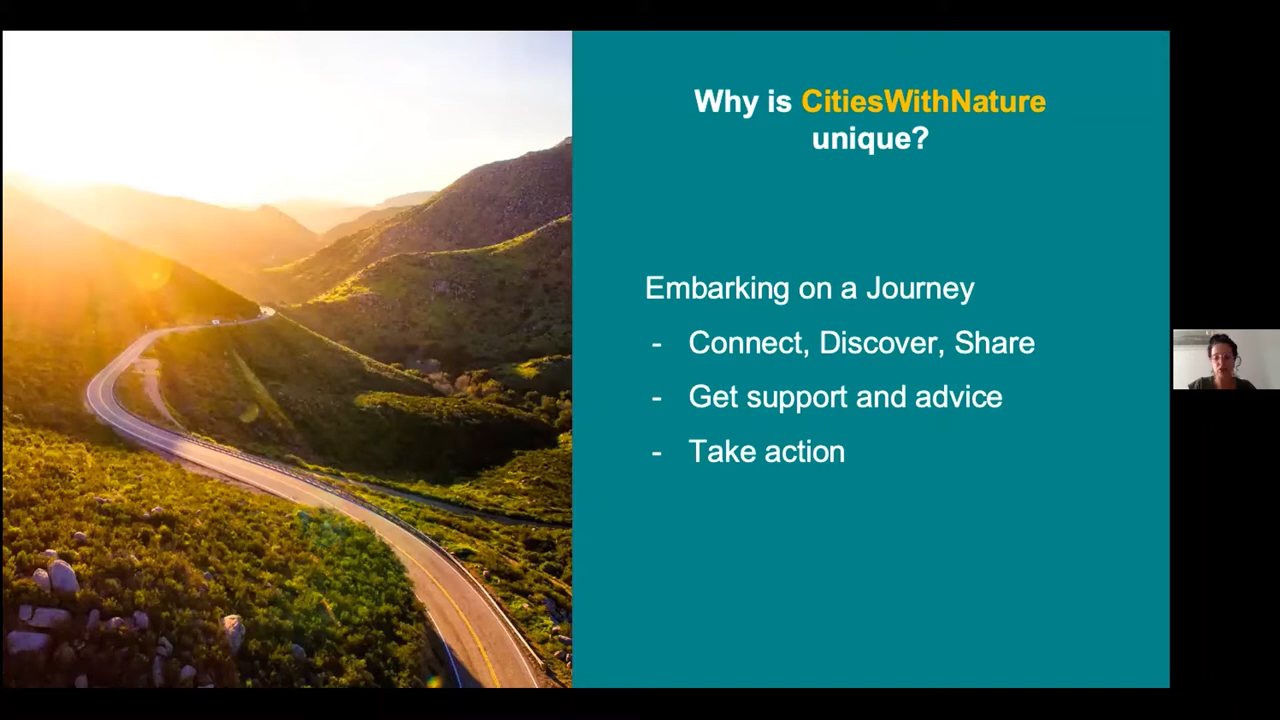 Why is CitiesWithNature
unique?
Embarking on a Journey
- Connect, Discover, Share
- Get support and advice
- Take action